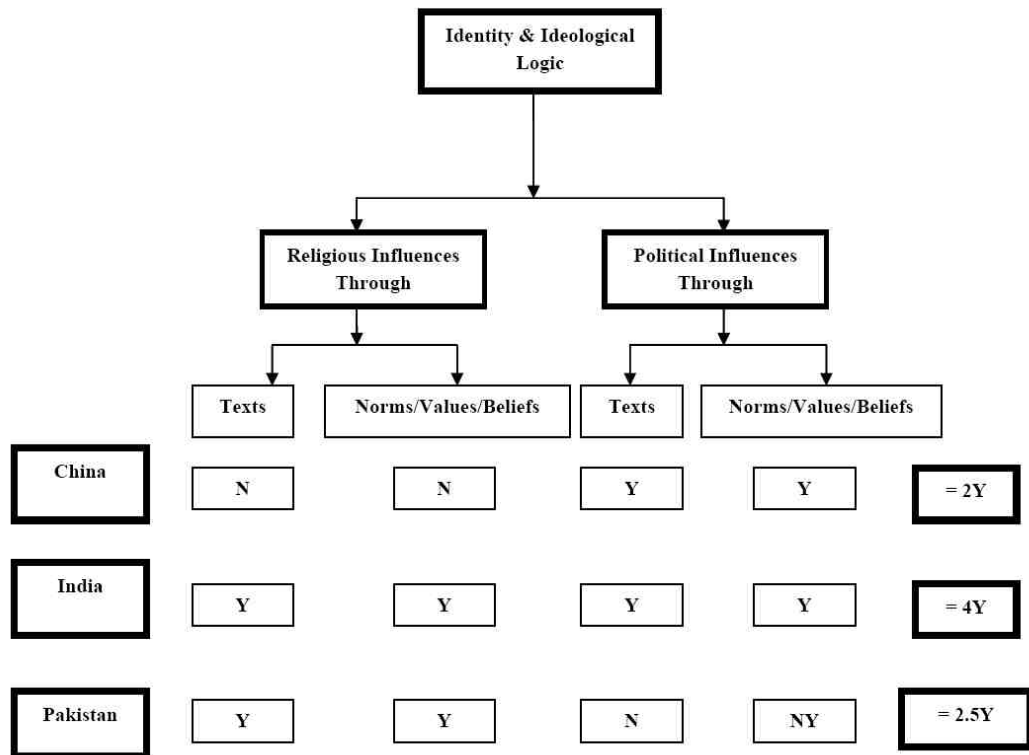 Identity & Ideological
Logic
Religious Influences
Through
Political Influences
Through
Texts
Norms/Values/Beliefs
Texts
Norms/Values/Beliefs
China
N
N
Y
Y
= 2Y
India
Y
Y
Y
Y
= 4Y
Pakistan
Y
Y
N
NY
= 2.5Y